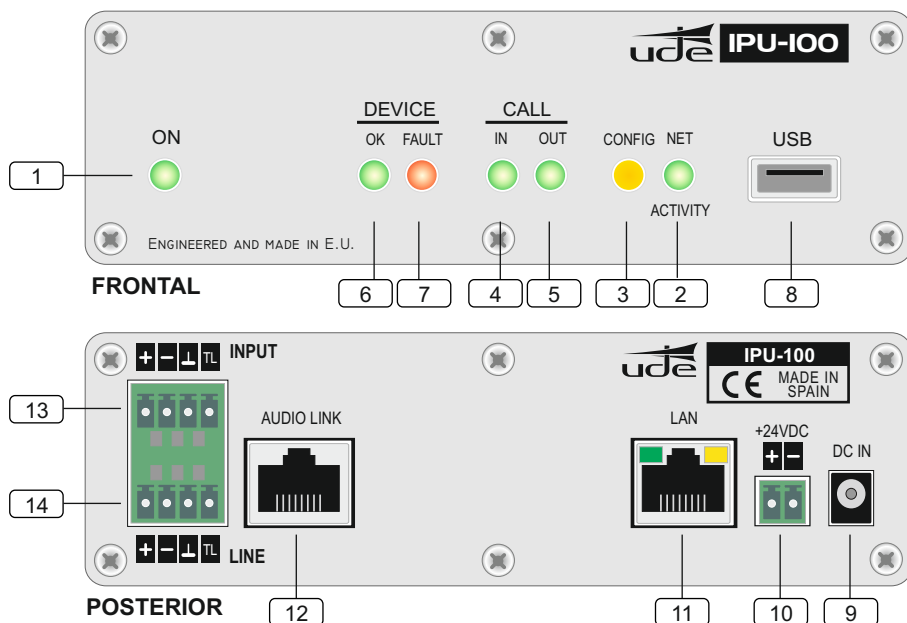 ude IPU-100
DEVICE CALL
ON OK FAULT IN OUT CONFIG NET USB
1
ACTIVITY
ENGINEERED AND MADE IN E.U.
FRONTAL
6 7 4 5 3 2 8
+ - ⊥ TL INPUT
ude IPU-100
CE MADE IN
SPAIN
13
AUDIO LINK LAN +24VDC
+ - DC IN
14
+ - ⊥ TL LINE
POSTERIOR
12 11 10 9